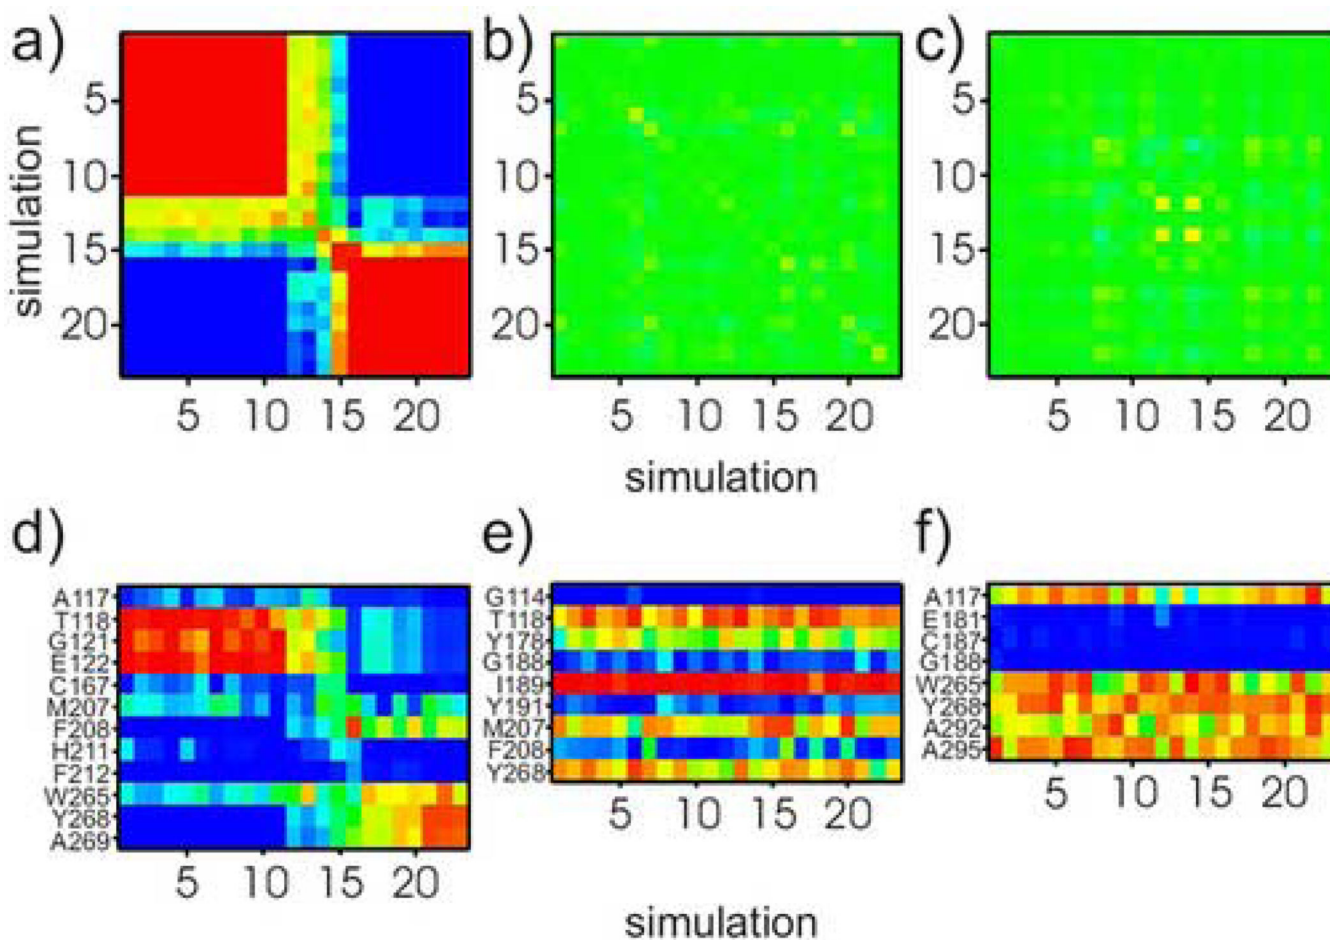 a)
b)
c)
simulation
5
10
15
20
5
10
15
20
5
10
15
20
5
10
15
20
5
10
15
20
5
10
15
20
simulation
d)
e)
f)
A117
T118
G121
E122
C167
M207
F208
H211
F212
W265
Y268
A269
5
10
15
20
G114
T118
Y178
G188
I189
Y191
M207
F208
Y268
5
10
15
20
A117
E181
C187
G188
W265
Y268
A292
A295
5
10
15
20
simulation